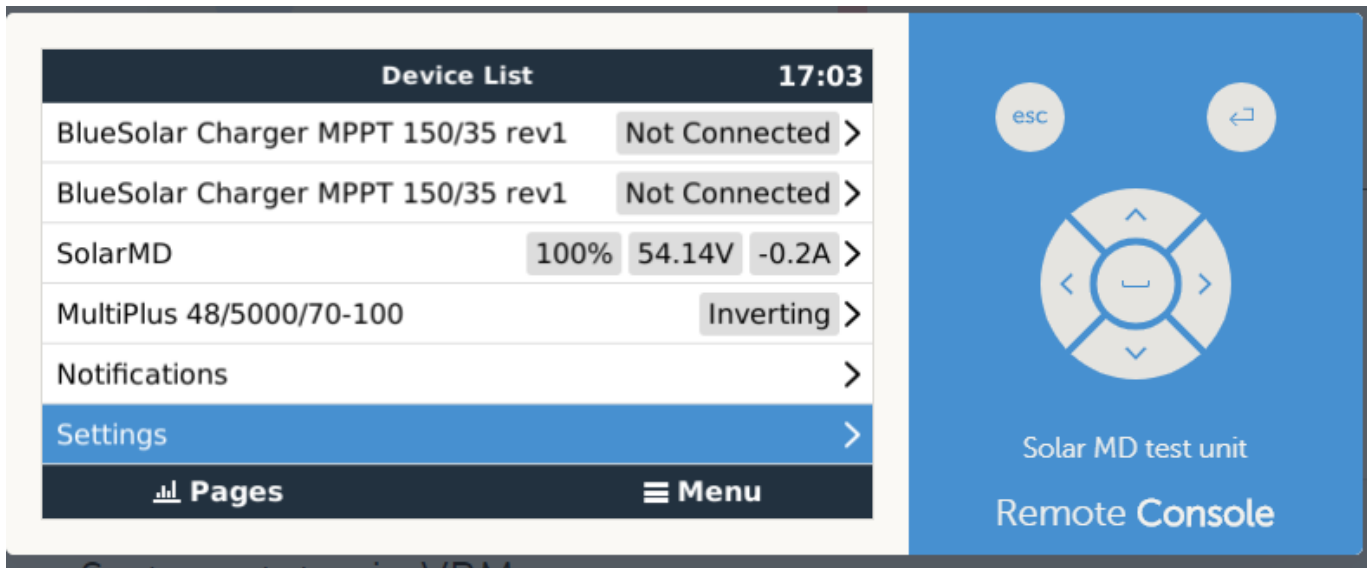 Device List 17:03
BlueSolar Charger MPPT 150/35 rev1 Not Connected
BlueSolar Charger MPPT 150/35 rev1 Not Connected
SolarMD 100% 54.14V -0.2A
MultiPlus 48/5000/70-100 Inverting
Notifications
Settings
Pages Menu
esc
Solar MD test unit
Remote Console